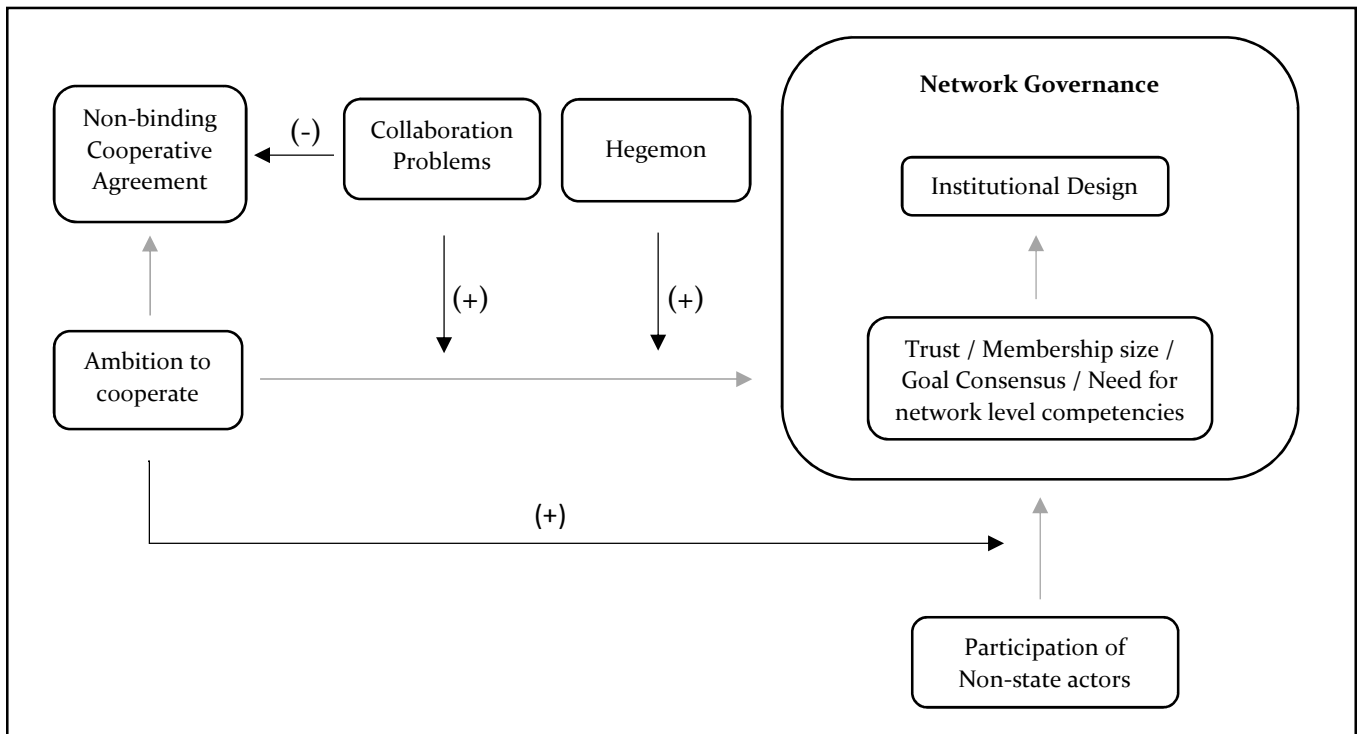 Network Governance
Non-binding
Cooperative
Agreement
(-)
Collaboration
Problems
Hegemon
Institutional Design
(+)
(+)
Ambition to
cooperate
Trust / Membership size /
Goal Consensus / Need for
network level competencies
(+)
Participation of
Non-state actors